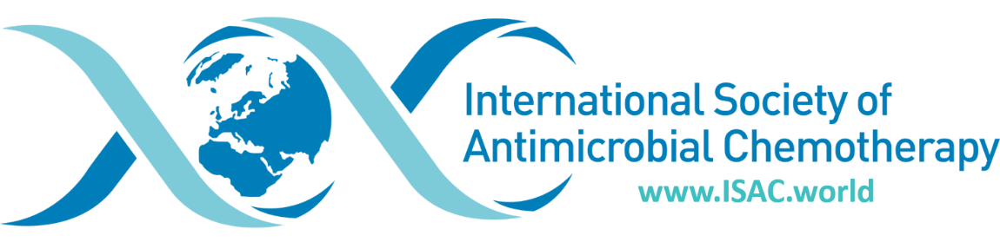 International Society of
Antimicrobial Chemotherapy
www.ISAC.world